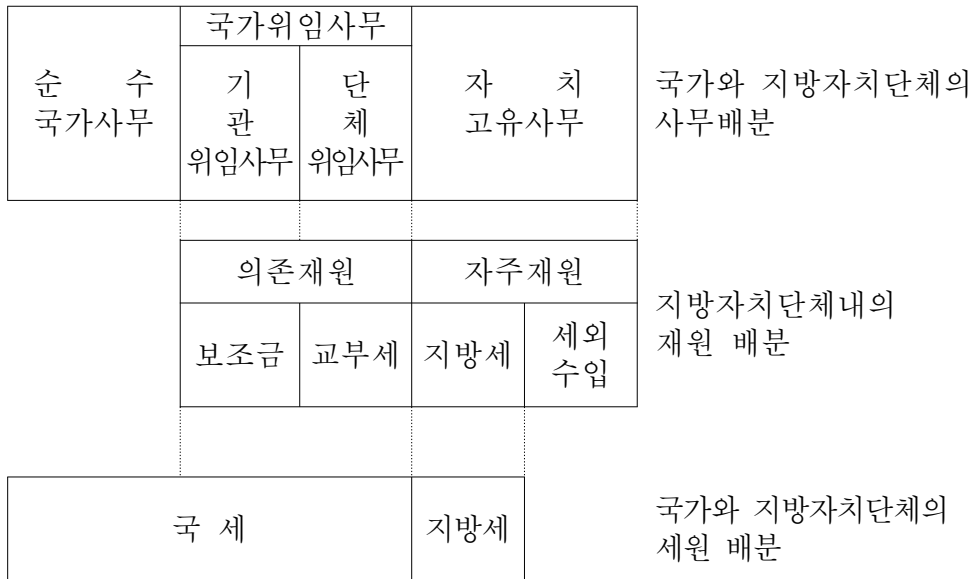 국가위임사무
순 수
국가사무
기
관
위임사무
단
체
위임사무
자 치
고유사무
국가와 지방자치단체의
사무배분
의존재원
자주재원
보조금
교부세
지방세
세외
수입
지방자치단체내의
재원 배분
국 세
지방세
국가와 지방자치단체의
세원 배분